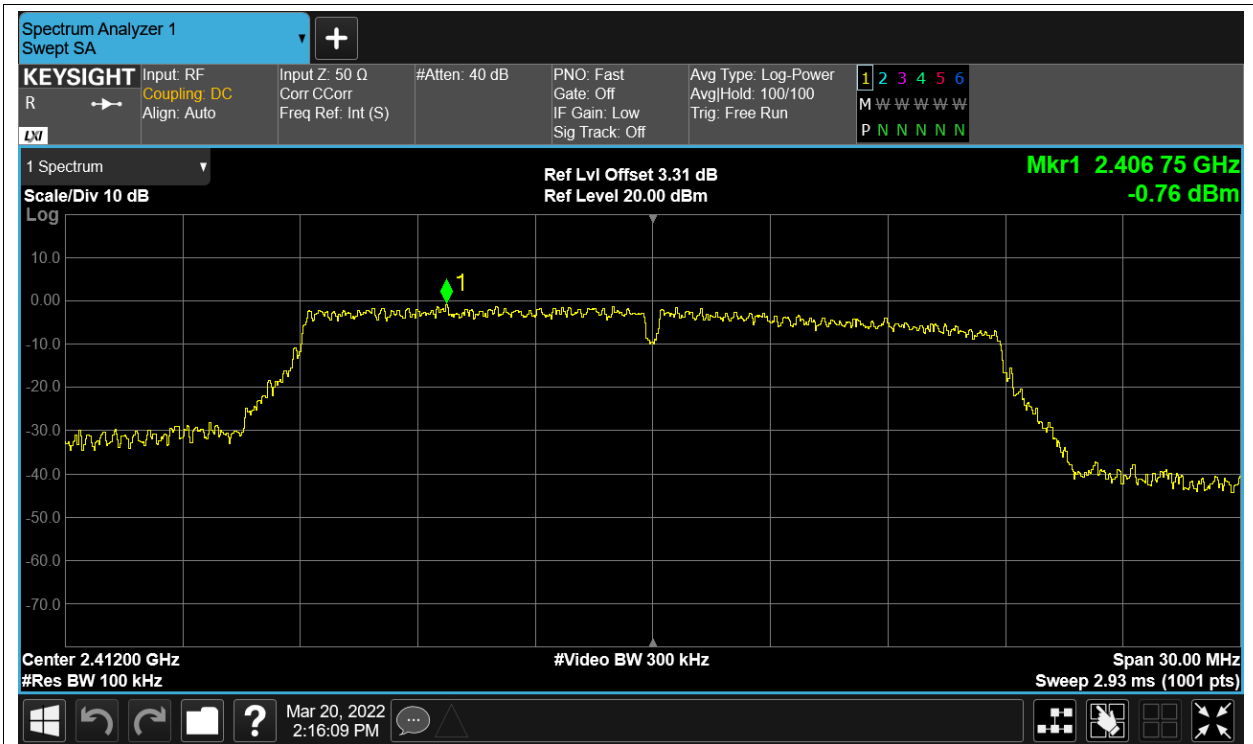 Spectrum Analyzer 1
Swept SA
KEYSIGHT
R
LXI
Input: RF
Coupling: DC
Align: Auto
Input Z: 50 Ω
Corr CCorr
Freq Ref: Int (S)
#Atten: 40 dB
PNO: Fast
Gate: Off
IF Gain: Low
Sig Track: Off
Avg Type: Log-Power
Avg|Hold: 100/100
Trig: Free Run
1 2 3 4 5 6
M W W W W W
P N N N N N
1 Spectrum
Scale/Div 10 dB
Ref Lvl Offset 3.31 dB
Ref Level 20.00 dBm
Mkr1 2.406 75 GHz
-0.76 dBm
Log
10.0
0.00
-10.0
-20.0
-30.0
-40.0
-50.0
-60.0
-70.0
1
Center 2.41200 GHz
#Res BW 100 kHz
#Video BW 300 kHz
Span 30.00 MHz
Sweep 2.93 ms (1001 pts)
?
Mar 20, 2022
2:16:09 PM